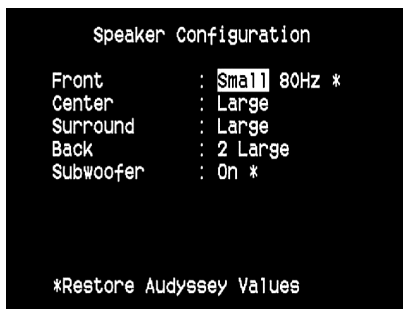 Speaker Configuration
Front : Small 80Hz *
Center : Large
Surround : Large
Back : 2 Large
Subwoofer : On *
*Restore Audyssey Values